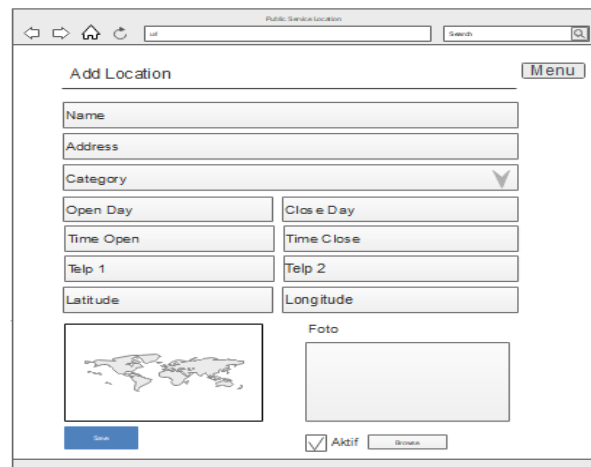 Public Service Location
url
Search
Menu
Add Location
Name
Address
Category
Open Day
Close Day
Time Open
Time Close
Telp 1
Telp 2
Latitude
Longitude
Foto
Save
Aktif
Browse